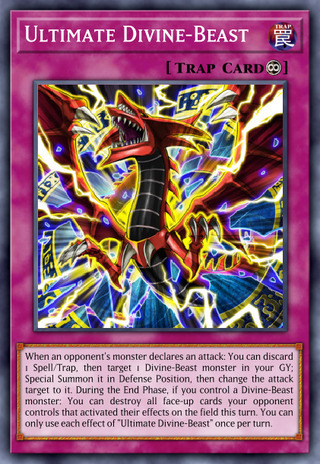 Ultimate Divine-Beast
TRAP
罠
[ Trap Card ]
When an opponent's monster declares an attack: You can discard
1 Spell/Trap, then target 1 Divine-Beast monster in your GY;
Special Summon it in Defense Position, then change the attack
target to it. During the End Phase, if you control a Divine-Beast
monster: You can destroy all face-up cards your opponent
controls that activated their effects on the field this turn. You can
only use each effect of "Ultimate Divine-Beast" once per turn.